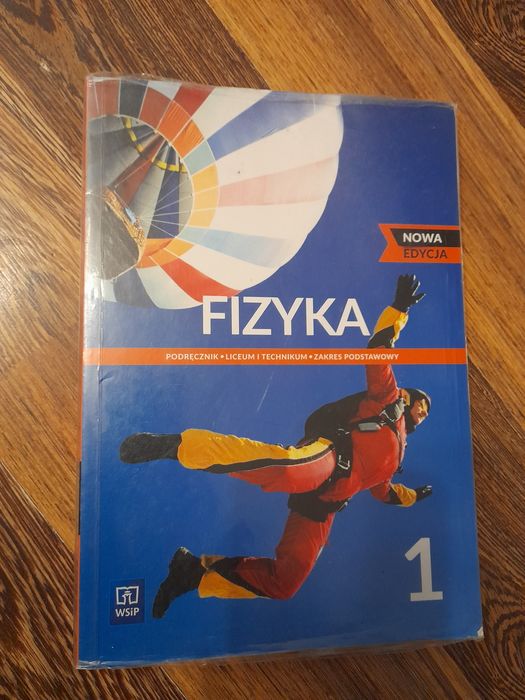 NOWA
EDYCJA
FIZYKA
PODRĘCZNIK • LICEUM I TECHNIKUM • ZAKRES PODSTAWOWY
1
WSiP